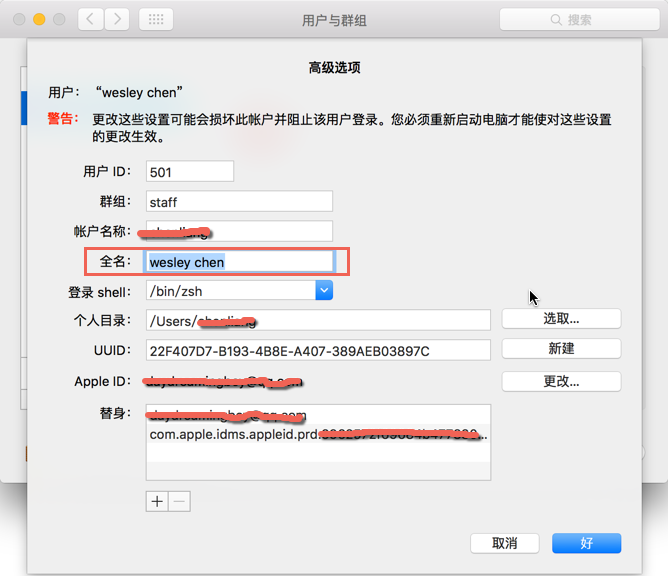 用户与群组
搜索
高级选项
用户： “wesley chen”
警告： 更改这些设置可能会损坏此帐户并阻止该用户登录。您必须重新启动电脑才能使对这些设置
的更改生效。
用户 ID： 501
群组： staff
帐户名称：
全名： wesley chen
登录 shell： /bin/zsh
个人目录： /Users/ 选取...
UUID： 22F407D7-B193-4B8E-A407-389AEB03897C 新建
Apple ID： 更改...
替身：
com.apple.idms.appleid.prd. ...
取消 好